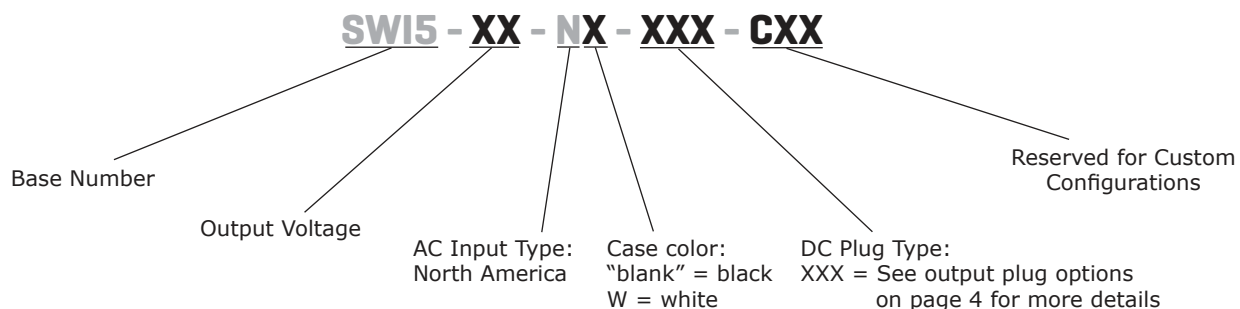 SWI5 - XX - NX - XXX - CXX
Base Number
Output Voltage
AC Input Type:
North America
Case color:
“blank” = black
W = white
DC Plug Type:
XXX = See output plug options
on page 4 for more details
Reserved for Custom
Configurations